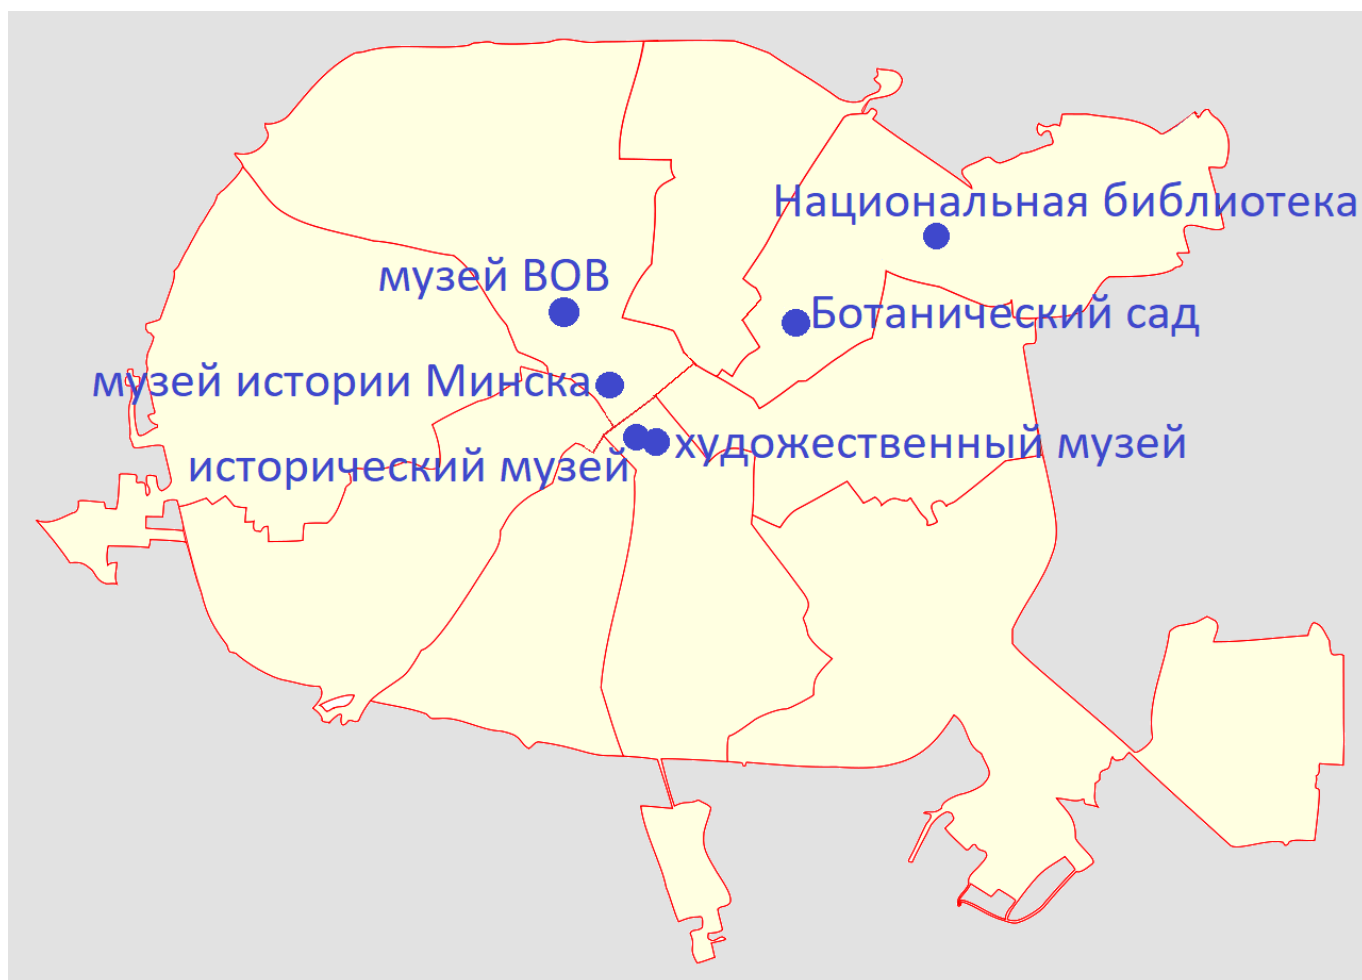 Национальная библиотека
музей ВОВ
Ботанический сад
музей истории Минска
художественный музей
исторический музей